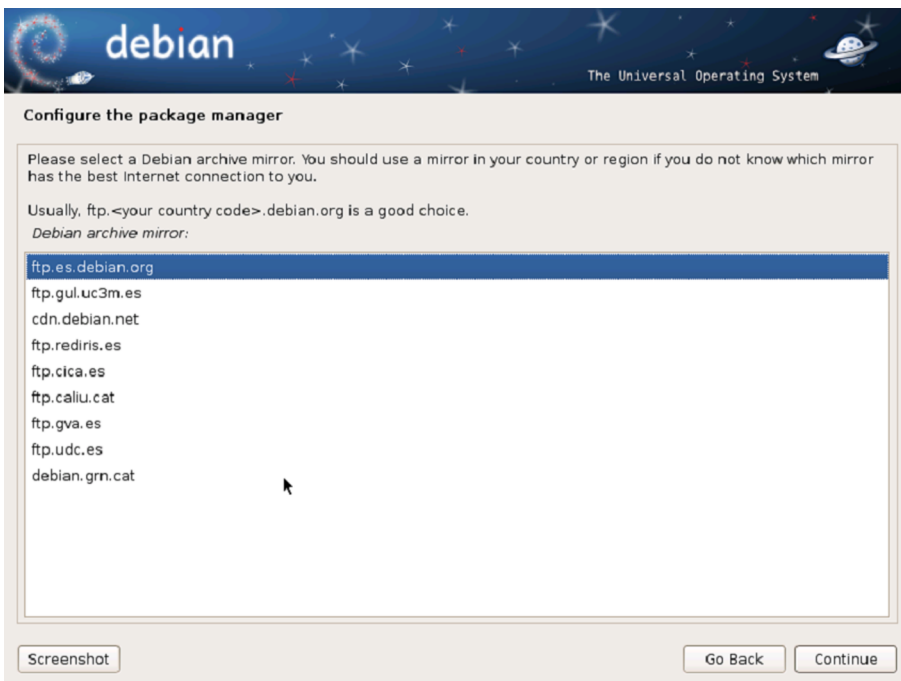 debian
The Universal Operating System
Configure the package manager
Please select a Debian archive mirror. You should use a mirror in your country or region if you do not know which mirror
has the best Internet connection to you.
Usually, ftp.<your country code>.debian.org is a good choice.
Debian archive mirror:
ftp.es.debian.org
ftp.gul.uc3m.es
cdn.debian.net
ftp.rediris.es
ftp.cica.es
ftp.caliu.cat
ftp.gva.es
ftp.udc.es
debian.grn.cat
Screenshot
Go Back
Continue